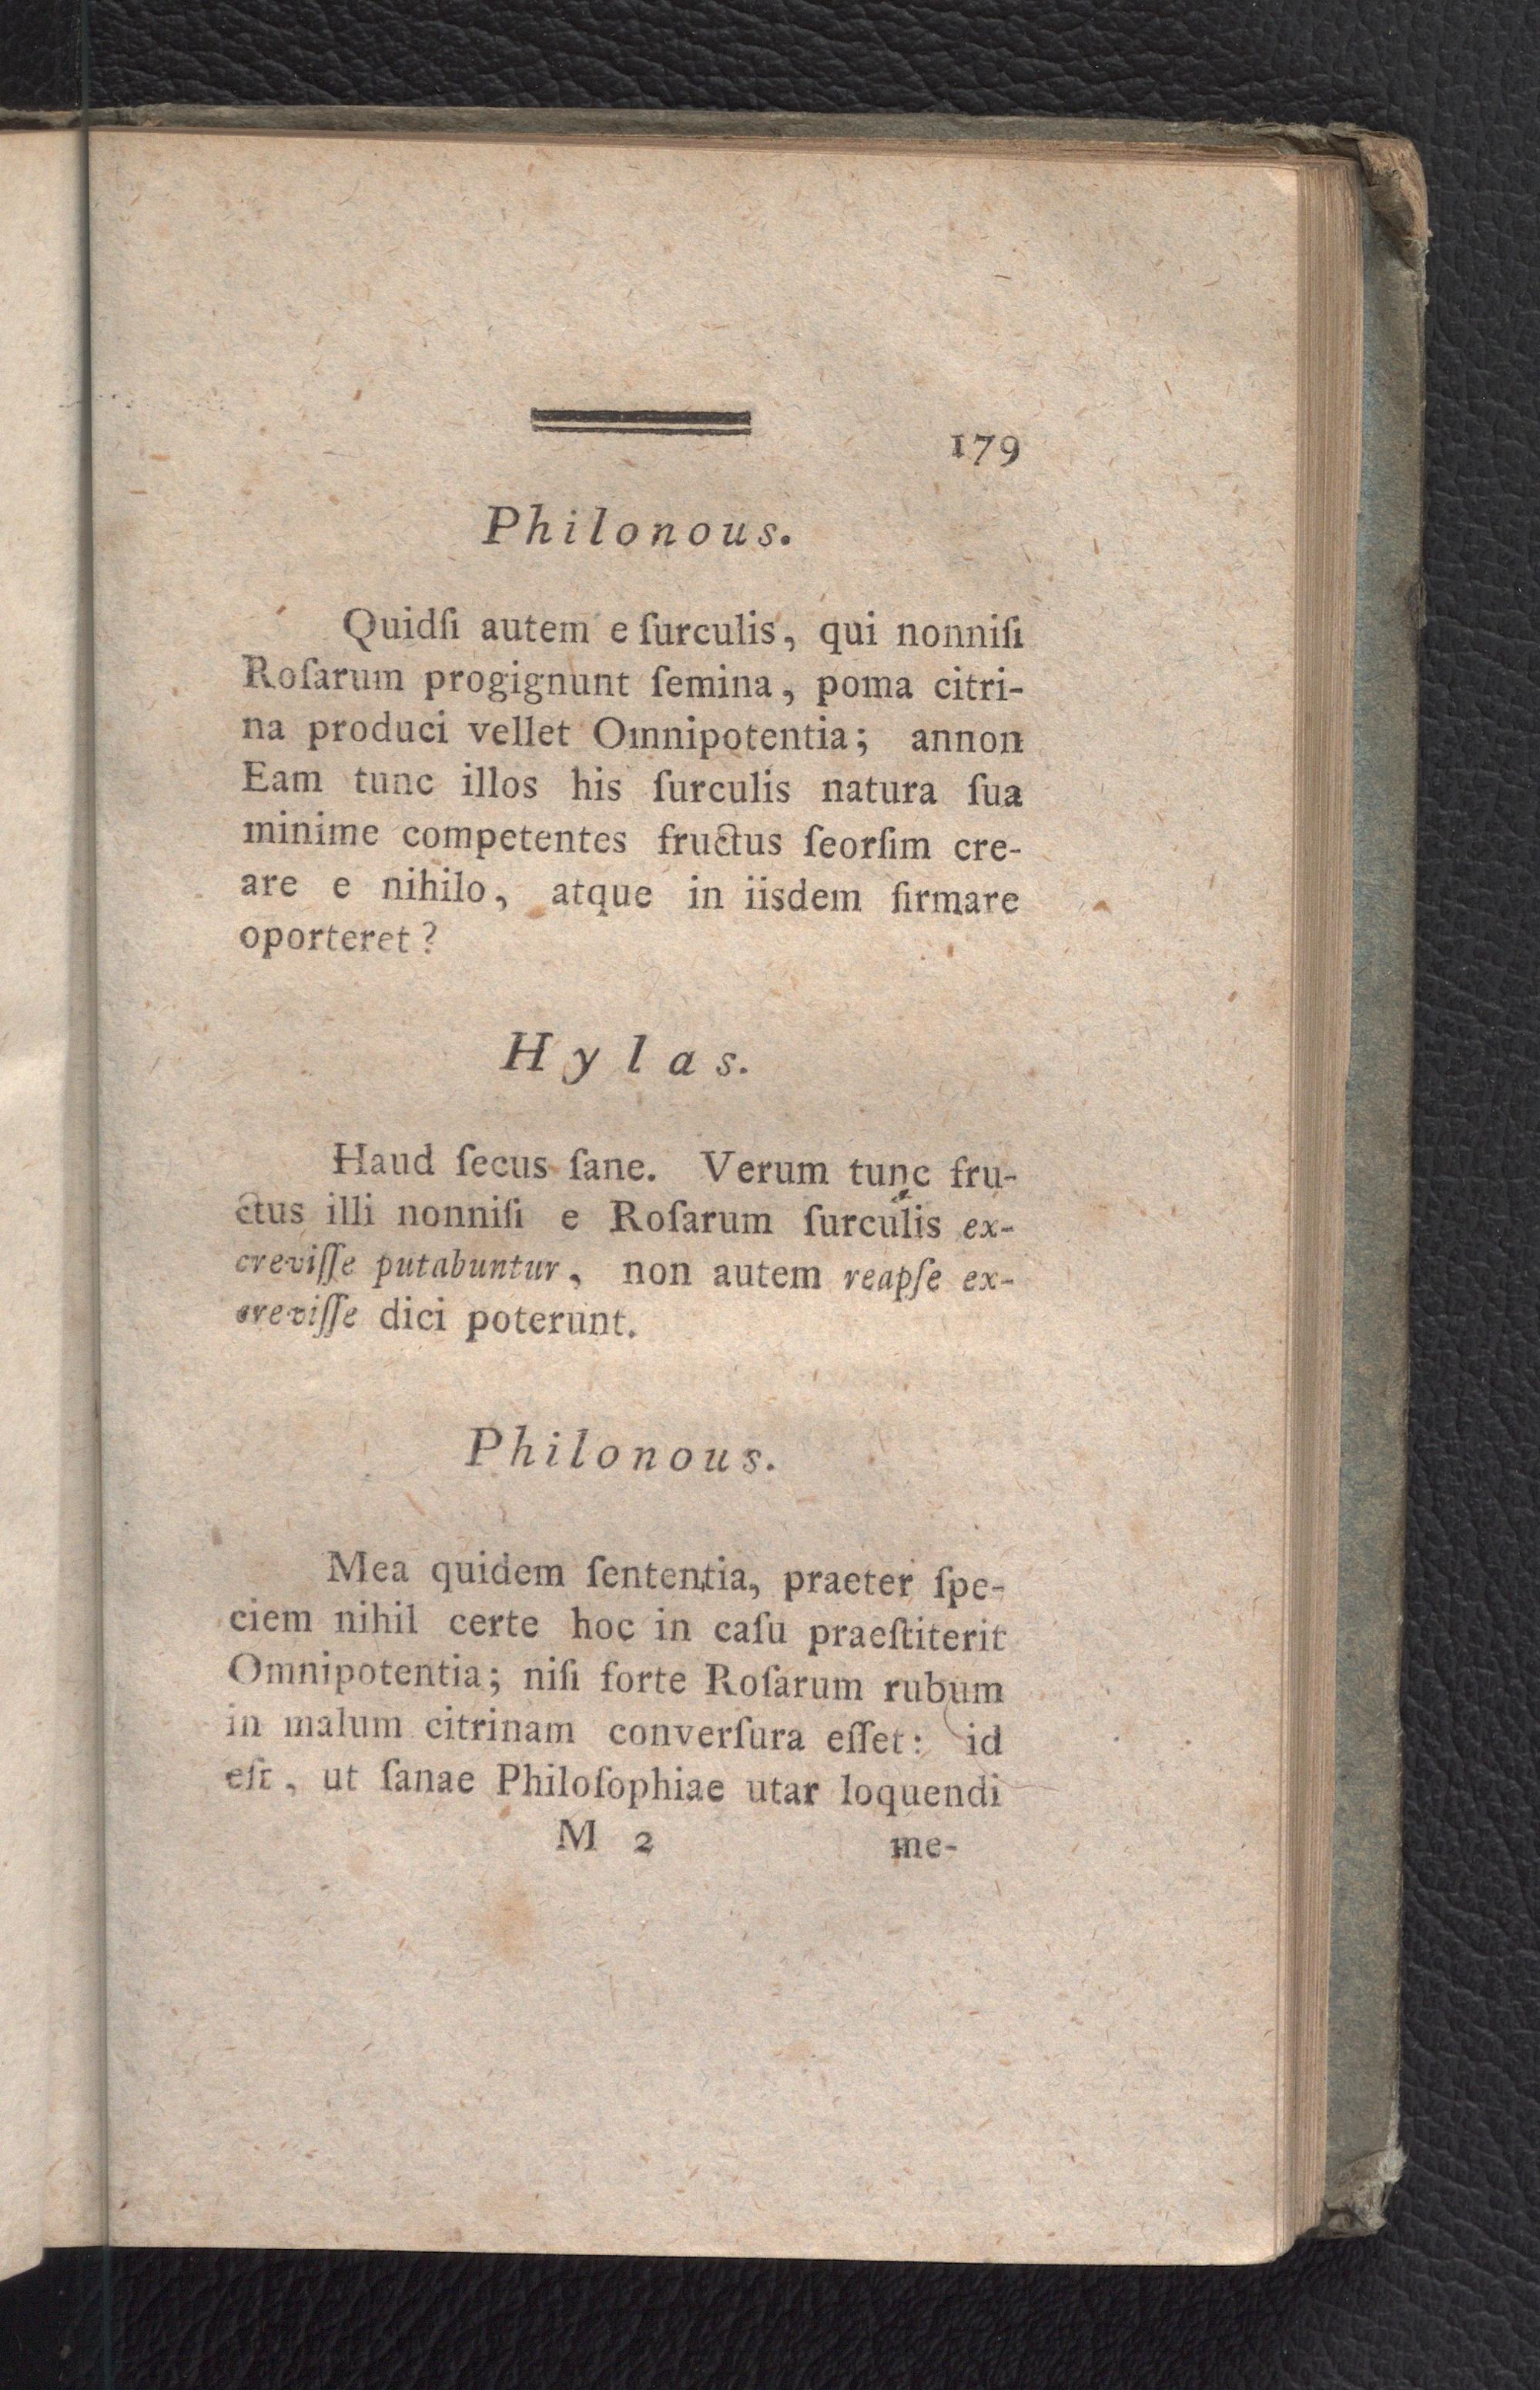 179
Philonous.
Quidſi autem e ſurculis, qui nonniſi
Roſarum progignunt ſemina, poma citri-
na produci vellet Omnipotentia; annon
Eam tunc illos his ſurculis natura ſua
minime competentes fructus ſeorſim cre-
are e nihilo, atque in iisdem firmare
oporteret?
Hylas.
Haud ſecus ſane. Verum tunc fru-
ctus illi nonniſi e Roſarum ſurculis ex-
creviſſe putabuntur, non autem reapſe ex-
creviſſe dici poterunt.
Philonous.
Mea quidem ſententia, praeter ſpe-
ciem nihil certe hoc in caſu praeſtiterit
Omnipotentia; niſi forte Roſarum rubum
in malum citrinam converſura eſſet: id
eſt, ut ſanae Philoſophiae utar loquendi
M 2 me-